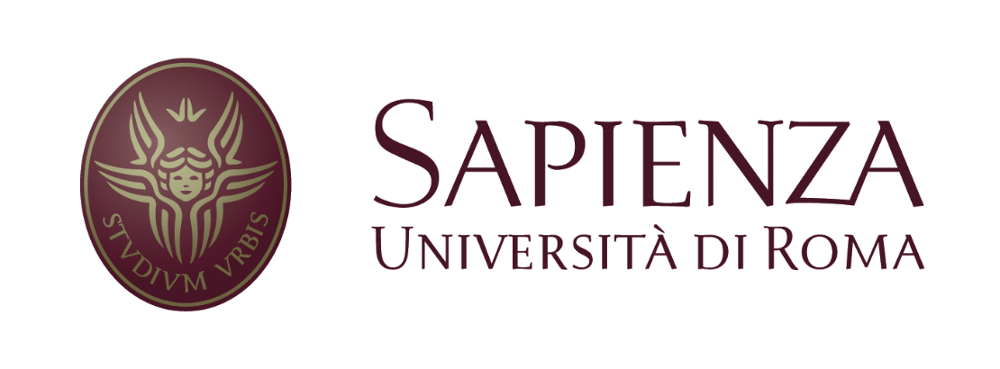 STVDIVM VRBIS
SAPIENZA
UNIVERSITÀ DI ROMA